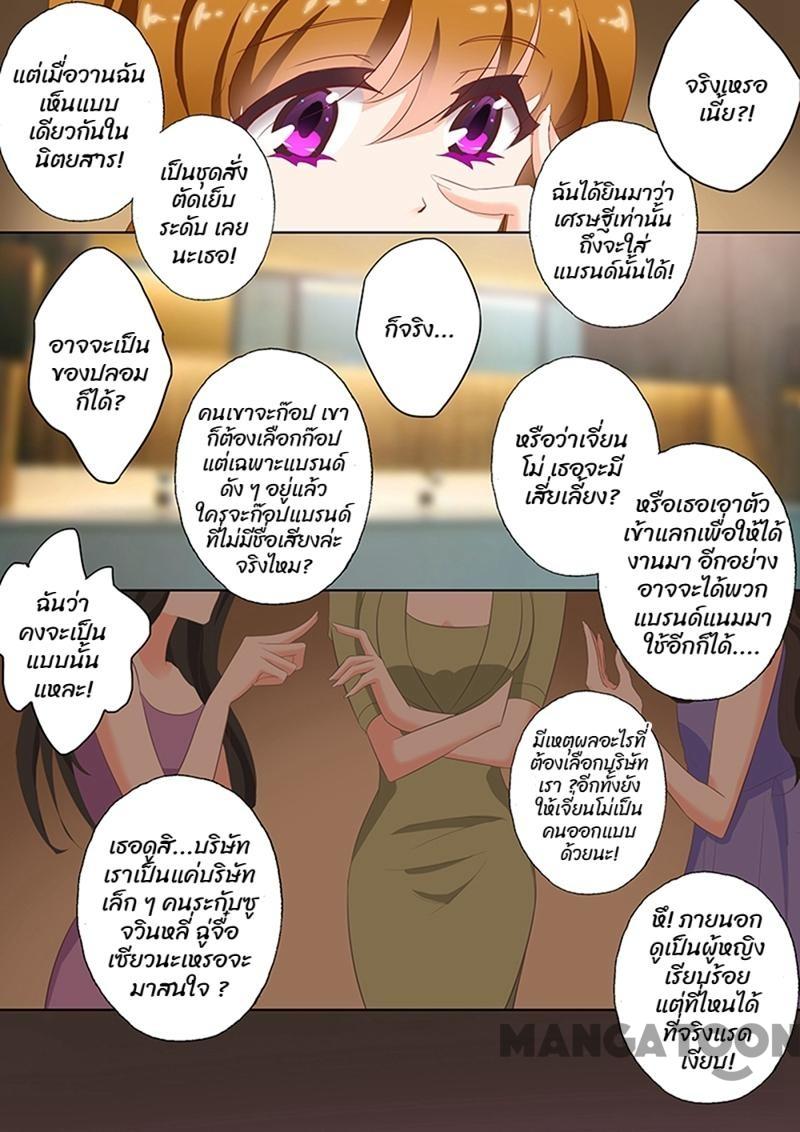 แต่เมื่อวานฉัน
เห็นแบบ
เดียวกันใน
นิตยสาร!
จริงเหรอ
เนี้ย?!
เป็นชุดสั่ง
ตัดเย็บ
ระดับ เลย
นะเธอ!
ฉันได้ยินมาว่า
เศรษฐีเท่านั้น
ถึงจะใส่
แบรนด์นั้นได้!
ก็จริง...
อาจจะเป็น
ของปลอม
ก็ได้?
คนเขาจะก๊อป เขา
ก็ต้องเลือกก๊อป
แต่เฉพาะแบรนด์
ดัง ๆ อยู่แล้ว
ใครจะก๊อปแบรนด์
ที่ไม่มีชื่อเสียงล่ะ
จริงไหม?
หรือว่าเจี่ยน
โม่ เธอจะมี
เสี่ยเลี้ยง?
หรือเธอเอาตัว
เข้าแลกเพื่อให้ได้
งานมา อีกอย่าง
อาจจะได้พวก
แบรนด์แนมมา
ใช้อีกก็ได้....
ฉันว่า
คงจะเป็น
แบบนั้น
แหละ!
มีเหตุผลอะไรที่
ต้องเลือกบริษัท
เรา ?อีกทั้งยัง
ให้เจี่ยนโม่เป็น
คนออกแบบ
ด้วยนะ!
เธอดูสิ...บริษัท
เราเป็นแค่บริษัท
เล็ก ๆ คนระกับซู
จวินหลี่ ฉู่จื่อ
เซียวนะเหรอจะ
มาสนใจ ?
หึ! ภายนอก
ดูเป็นผู้หญิง
เรียบร้อย
แต่ที่ไหนได้
ที่จริงแรด
เงียบ!
MANGATOON